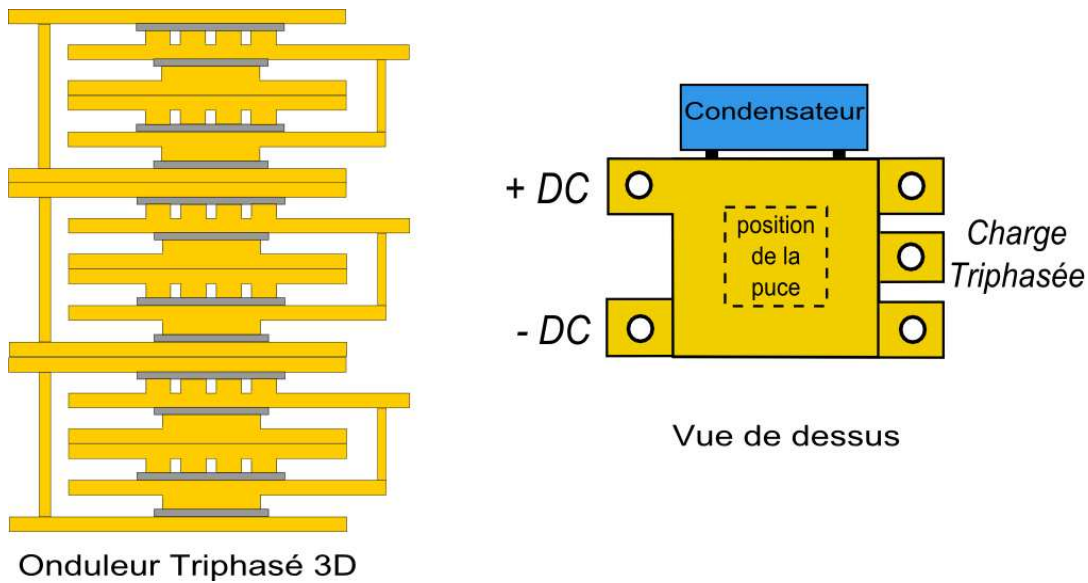 Condensateur
+ DC
position
de la
puce
- DC
Charge
Triphasée
Vue de dessus
Onduleur Triphasé 3D